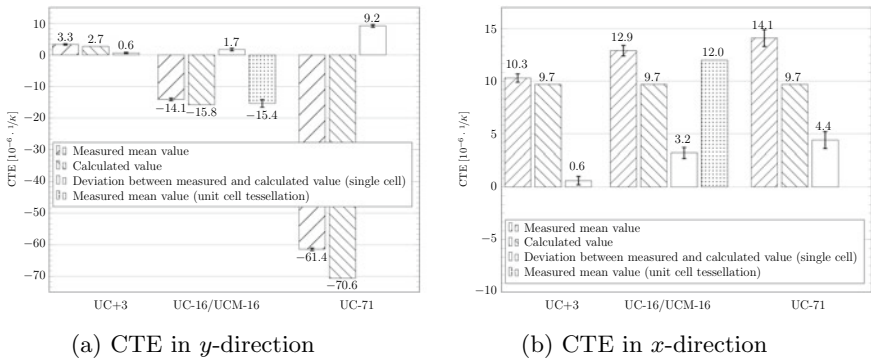 10
0
−10
−20
−30
−40
−50
−60
−70
CTE [10⁻⁶ · 1/K]
3.3
2.7
0.6
−14.1
−15.8
1.7
−15.4
−61.4
−70.6
9.2
Measured mean value
Calculated value
Deviation between measured and calculated value (single cell)
Measured mean value (unit cell tessellation)
UC+3
UC-16/UCM-16
UC-71
(a) CTE in y-direction
15
10
5
0
−5
−10
CTE [10⁻⁶ · 1/K]
10.3
9.7
0.6
12.9
9.7
3.2
12.0
14.1
9.7
4.4
Measured mean value
Calculated value
Deviation between measured and calculated value (single cell)
Measured mean value (unit cell tessellation)
UC+3
UC-16/UCM-16
UC-71
(b) CTE in x-direction